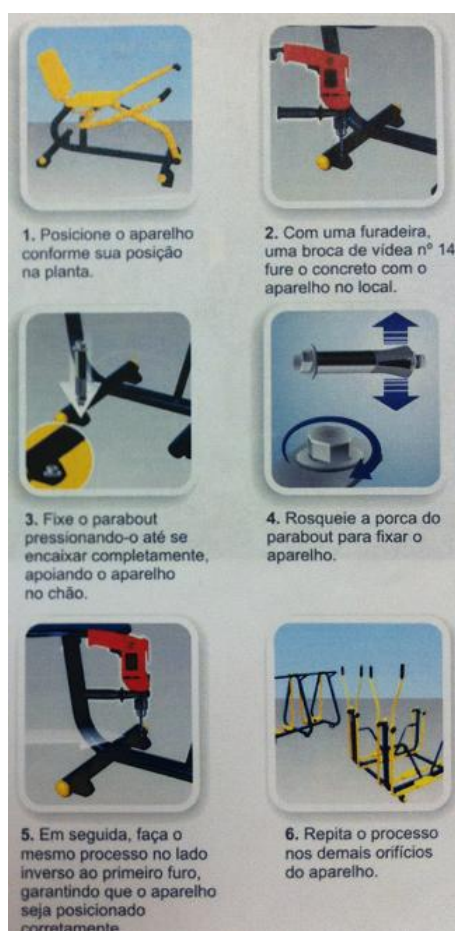 1. Posicione o aparelho
conforme sua posição
na planta.
2. Com uma furadeira,
uma broca de vídea nº 14
fure o concreto com o
aparelho no local.
3. Fixe o parabout
pressionando-o até se
encaixar completamente,
apoiando o aparelho
no chão.
4. Rosqueie a porca do
parabout para fixar o
aparelho.
5. Em seguida, faça o
mesmo processo no lado
inverso ao primeiro furo,
garantindo que o aparelho
seja posicionado
corretamente
6. Repita o processo
nos demais orifícios
do aparelho.